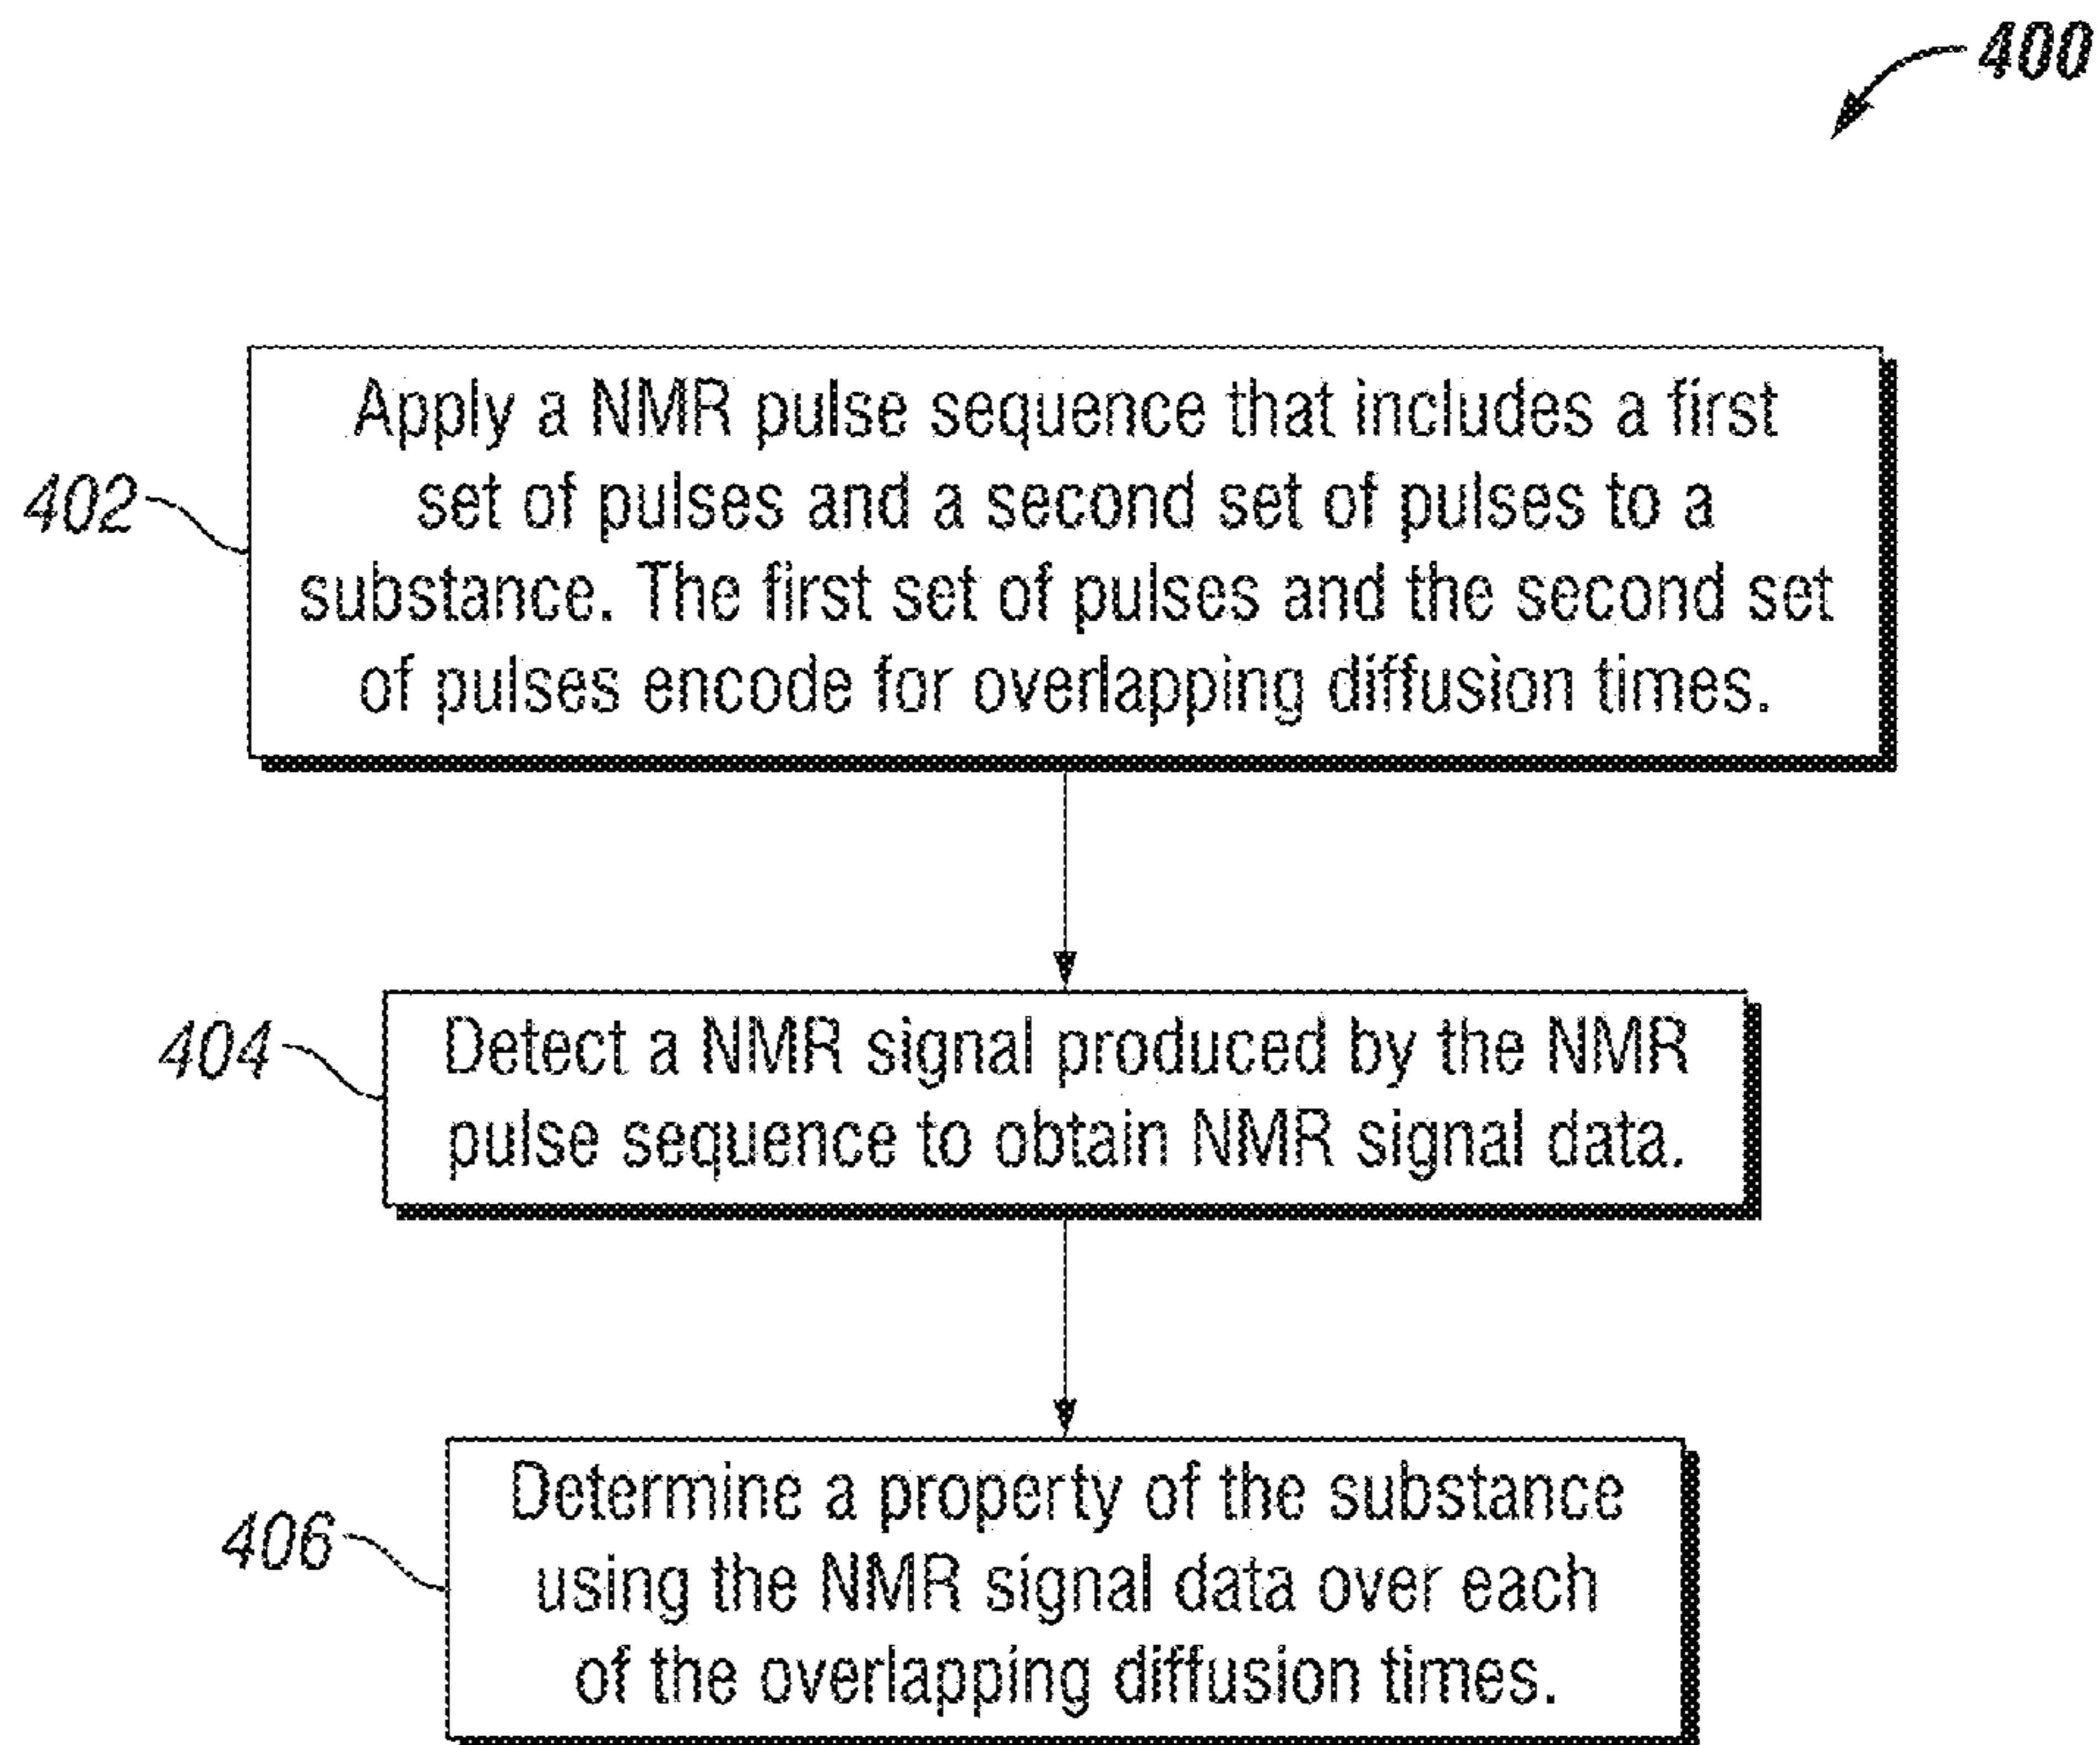 400
402
Apply a NMR pulse sequence that includes a first
set of pulses and a second set of pulses to a
substance. The first set of pulses and the second set
of pulses encode for overlapping diffusion times.
404
Detect a NMR signal produced by the NMR
pulse sequence to obtain NMR signal data.
406
Determine a property of the substance
using the NMR signal data over each
of the overlapping diffusion times.